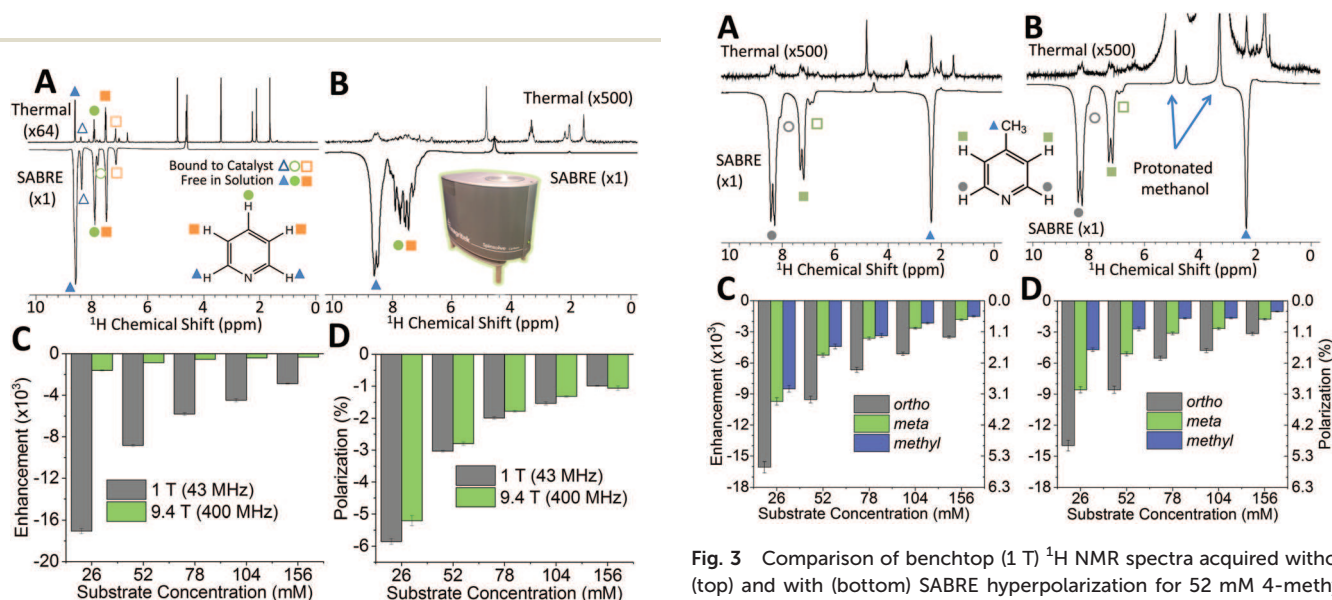 A
B
Thermal
(x64)
Thermal (x500)
Bound to Catalyst
Free in Solution
SABRE
(x1)
SABRE (x1)
H
H H
H N H
10 8 6 4 2 0
10 8 6 4 2 0
¹H Chemical Shift (ppm)
¹H Chemical Shift (ppm)
C
D
0
-4
-8
-12
-16
-20
Enhancement (x10³)
1 T (43 MHz)
9.4 T (400 MHz)
26 52 78 104 156
Substrate Concentration (mM)
0
-1
-2
-3
-4
-5
-6
Polarization (%)
1 T (43 MHz)
9.4 T (400 MHz)
26 52 78 104 156
Substrate Concentration (mM)
A
B
Thermal (x500)
Thermal (x500)
SABRE
(x1)
CH₃
H H
H N H
Protonated
methanol
SABRE (x1)
10 8 6 4 2 0
10 8 6 4 2 0
¹H Chemical Shift (ppm)
¹H Chemical Shift (ppm)
C
D
0
-3
-6
-9
-12
-15
-18
Enhancement (x10³)
ortho
meta
methyl
0.0
1.1
2.1
3.2
4.2
5.3
6.3
26 52 78 104 156
Substrate Concentration (mM)
0
-3
-6
-9
-12
-15
-18
ortho
meta
methyl
0.0
1.1
2.1
3.1
4.2
5.3
6.3
Polarization (%)
26 52 78 104 156
Substrate Concentration (mM)
Fig. 3 Comparison of benchtop (1 T) ¹H NMR spectra acquired witho
(top) and with (bottom) SABRE hyperpolarization for 52 mM 4-meth